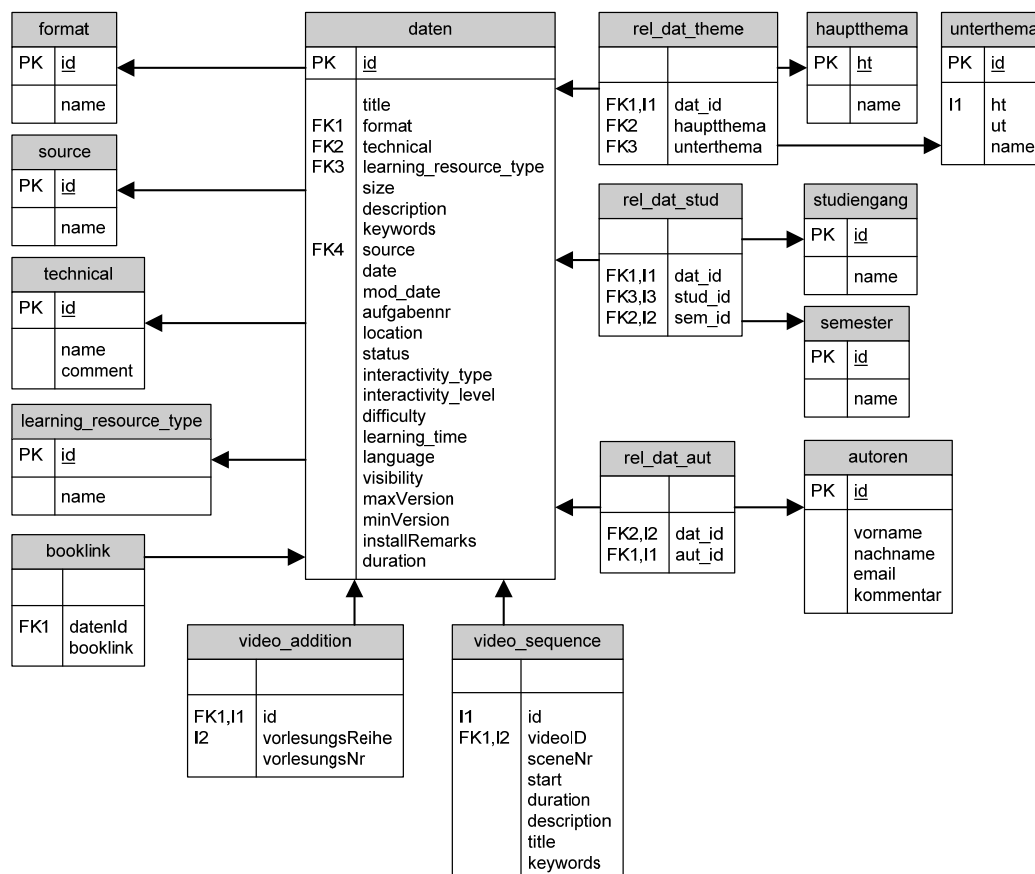 format
PK id
name
source
PK id
name
technical
PK id
name
comment
learning_resource_type
PK id
name
booklink
FK1 datenId
booklink
daten
PK id
title
FK1 format
FK2 technical
FK3 learning_resource_type
size
description
keywords
FK4 source
date
mod_date
aufgabennr
location
status
interactivity_type
interactivity_level
difficulty
learning_time
language
visibility
maxVersion
minVersion
installRemarks
duration
rel_dat_theme
FK1,I1 dat_id
FK2 hauptthema
FK3 unterthema
hauptthema
PK ht
name
unterthema
PK id
I1 ht
ut
name
rel_dat_stud
FK1,I1 dat_id
FK3,I3 stud_id
FK2,I2 sem_id
studiengang
PK id
name
semester
PK id
name
rel_dat_aut
FK2,I2 dat_id
FK1,I1 aut_id
autoren
PK id
vorname
nachname
email
kommentar
video_addition
FK1,I1 id
I2 vorlesungsReihe
vorlesungsNr
video_sequence
I1 id
FK1,I2 videoID
sceneNr
start
duration
description
title
keywords